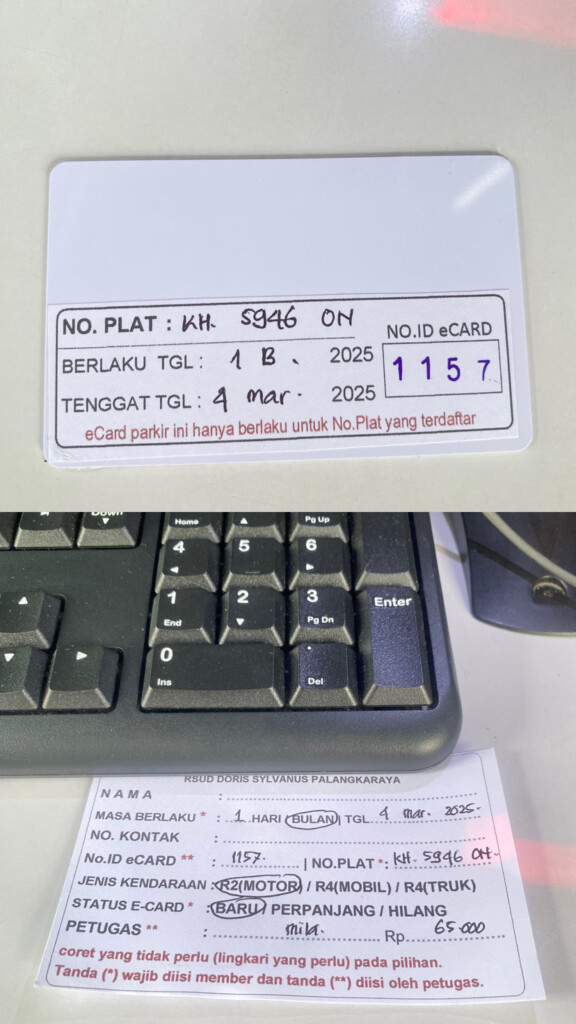 NO. PLAT : KH. 5946 ON
NO.ID eCARD
BERLAKU TGL : 1 B . 2025
1157
TENGGAT TGL : 4 mar. 2025
eCard parkir ini hanya berlaku untuk No.Plat yang terdaftar
Down
Home
Pg Up
4
5
6
1
End
2
3
Pg Dn
Enter
0
Ins
.
Del
RSUD DORIS SYLVANUS PALANGKARAYA
NAMA :
MASA BERLAKU * : 1 HARI (BULAN) TGL 4 mar. 2025.
NO. KONTAK :
No.ID eCARD ** : 1157. | NO.PLAT * : KH. 5946 ON.
JENIS KENDARAAN : R2(MOTOR) / R4(MOBIL) / R4(TRUK)
STATUS E-CARD * : BARU / PERPANJANG / HILANG
PETUGAS ** : mila. Rp. 65.000
coret yang tidak perlu (lingkari yang perlu) pada pilihan.
Tanda (*) wajib diisi member dan tanda (**) diisi oleh petugas.